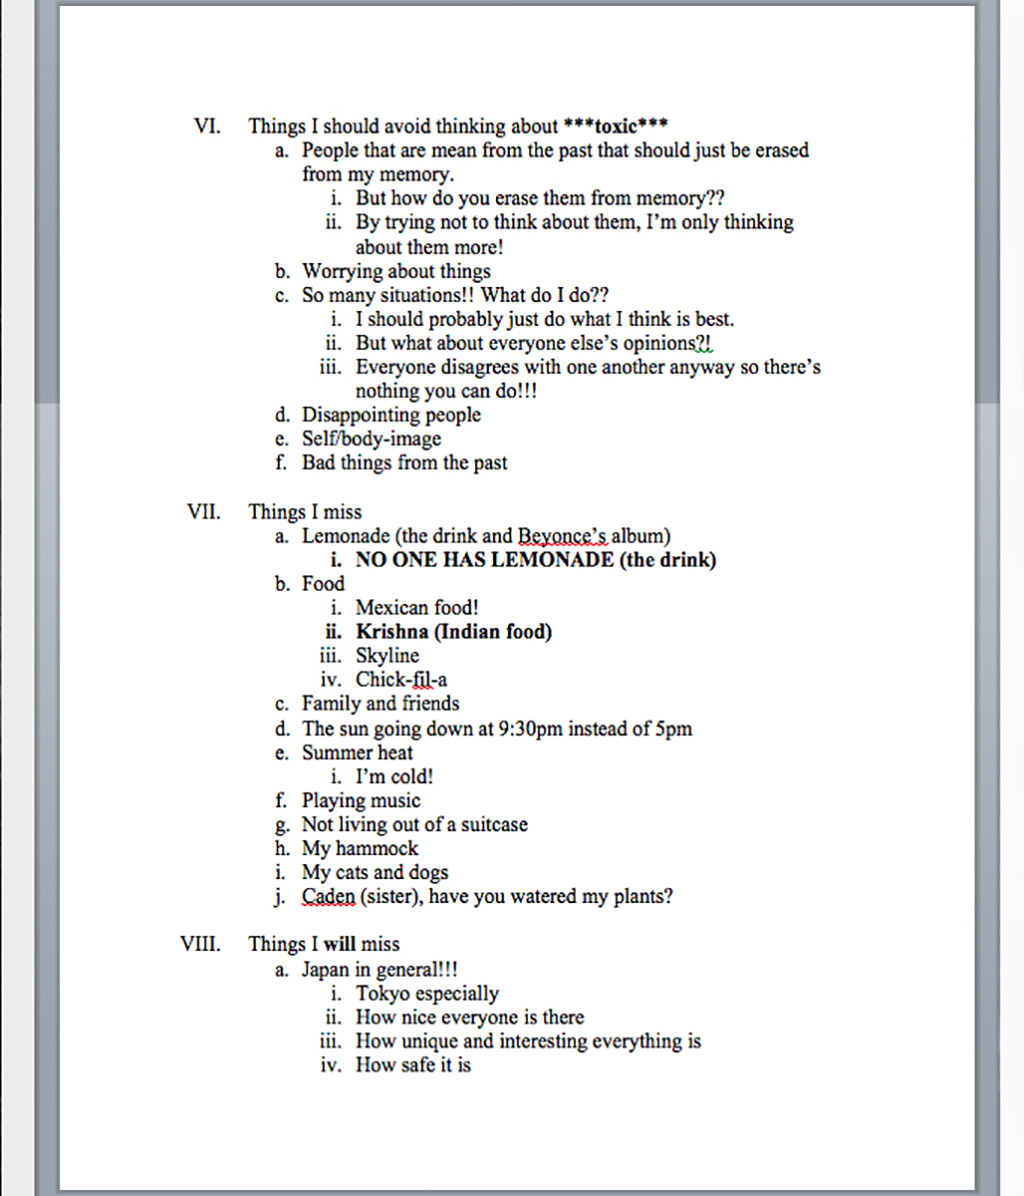 VI. Things I should avoid thinking about ***toxic***
a. People that are mean from the past that should just be erased
from my memory.
i. But how do you erase them from memory??
ii. By trying not to think about them, I’m only thinking
about them more!
b. Worrying about things
c. So many situations!! What do I do??
i. I should probably just do what I think is best.
ii. But what about everyone else’s opinions?!
iii. Everyone disagrees with one another anyway so there’s
nothing you can do!!!
d. Disappointing people
e. Self/body-image
f. Bad things from the past
VII. Things I miss
a. Lemonade (the drink and Beyonce’s album)
i. NO ONE HAS LEMONADE (the drink)
b. Food
i. Mexican food!
ii. Krishna (Indian food)
iii. Skyline
iv. Chick-fil-a
c. Family and friends
d. The sun going down at 9:30pm instead of 5pm
e. Summer heat
i. I’m cold!
f. Playing music
g. Not living out of a suitcase
h. My hammock
i. My cats and dogs
j. Caden (sister), have you watered my plants?
VIII. Things I will miss
a. Japan in general!!!
i. Tokyo especially
ii. How nice everyone is there
iii. How unique and interesting everything is
iv. How safe it is